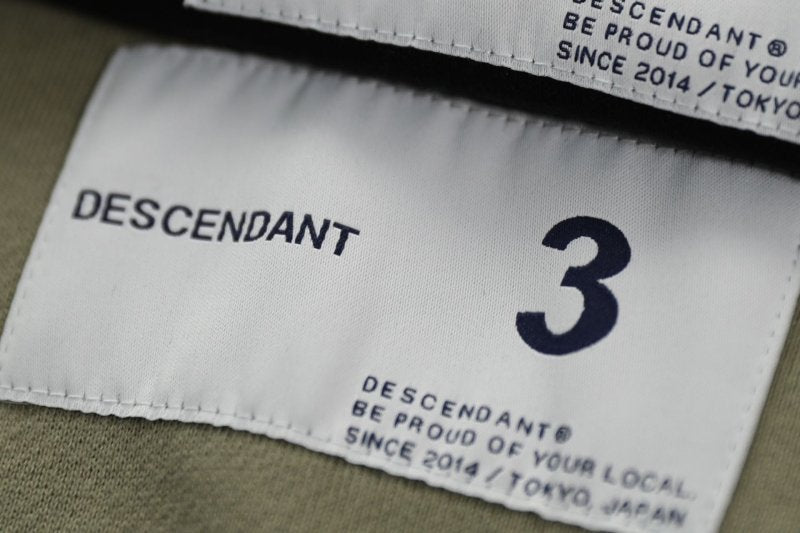 DESCENDANT®
BE PROUD OF YOUR
SINCE 2014 / TOKYO
DESCENDANT
3
DESCENDANT®
BE PROUD OF YOUR LOCAL.
SINCE 2014 / TOKYO, JAPAN